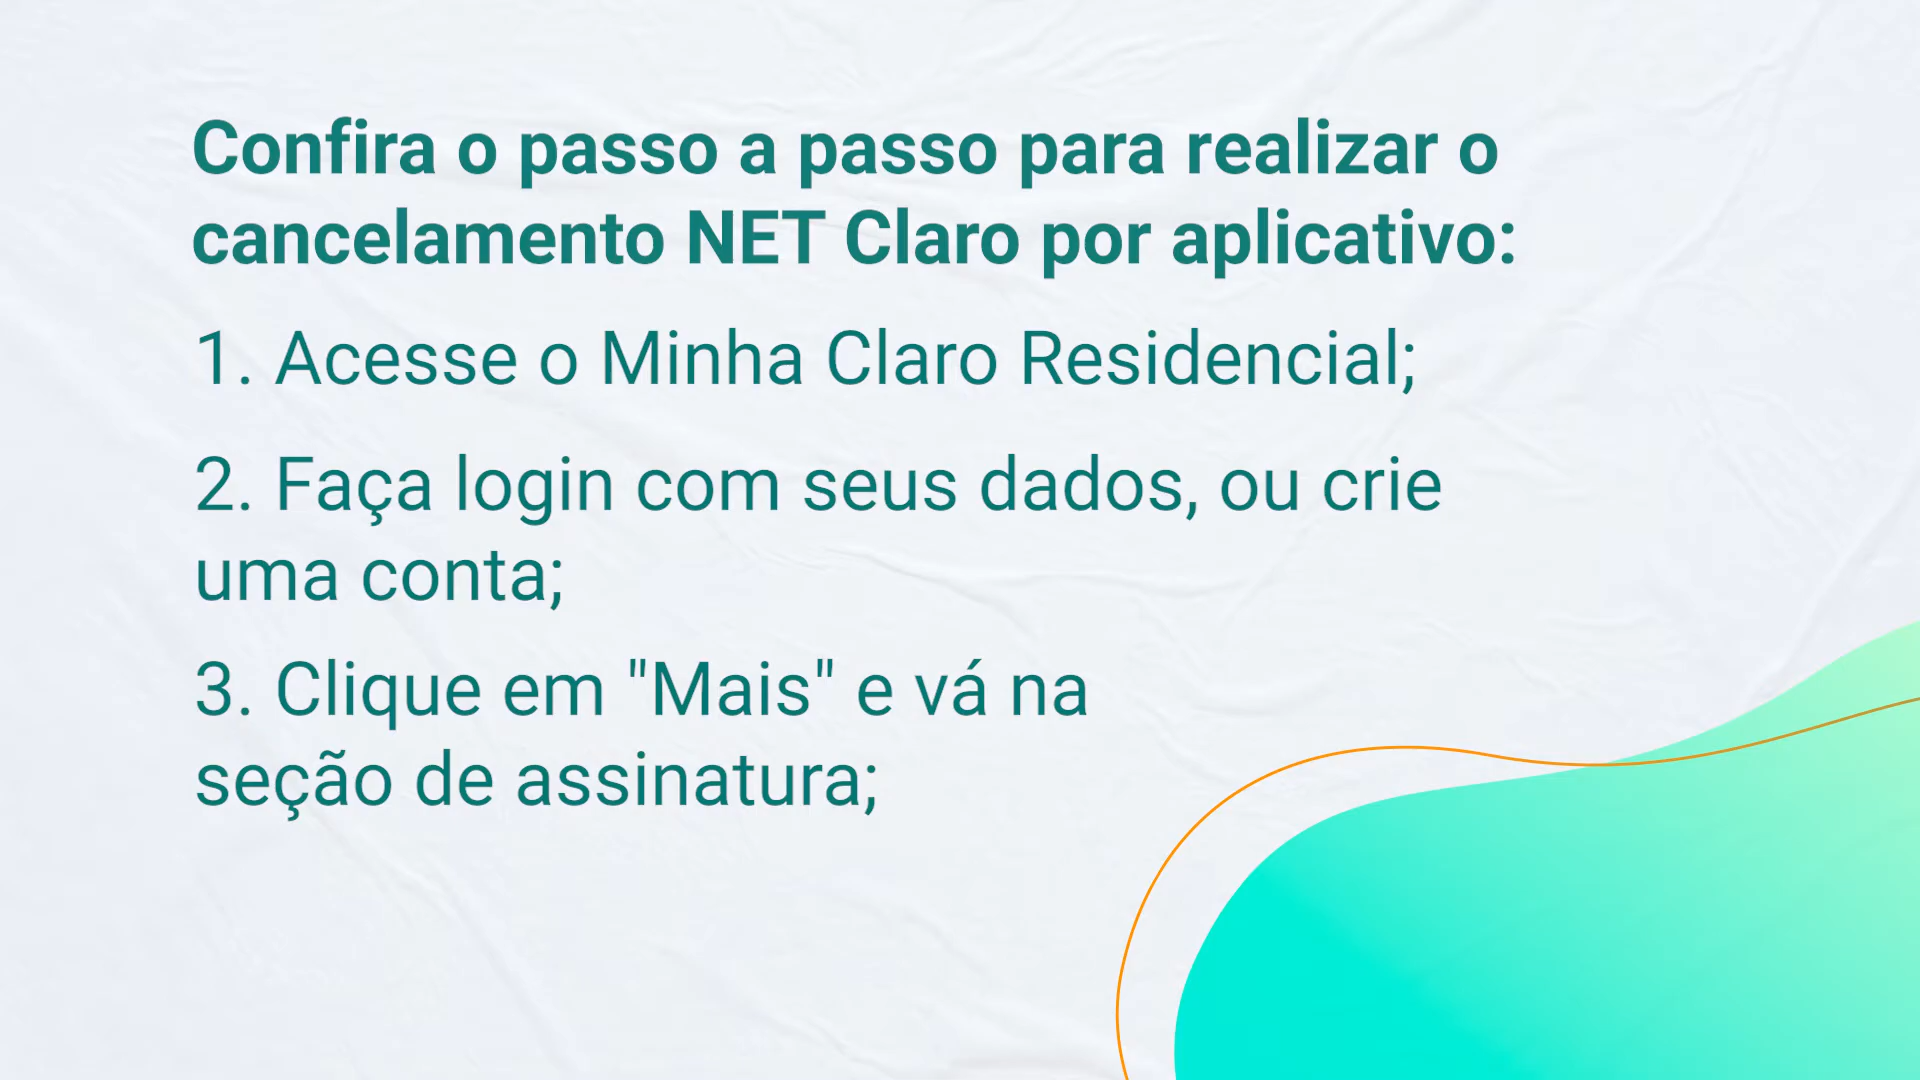 Confira o passo a passo para realizar o
cancelamento NET Claro por aplicativo:
1. Acesse o Minha Claro Residencial;
2. Faça login com seus dados, ou crie
uma conta;
3. Clique em "Mais" e vá na
seção de assinatura;